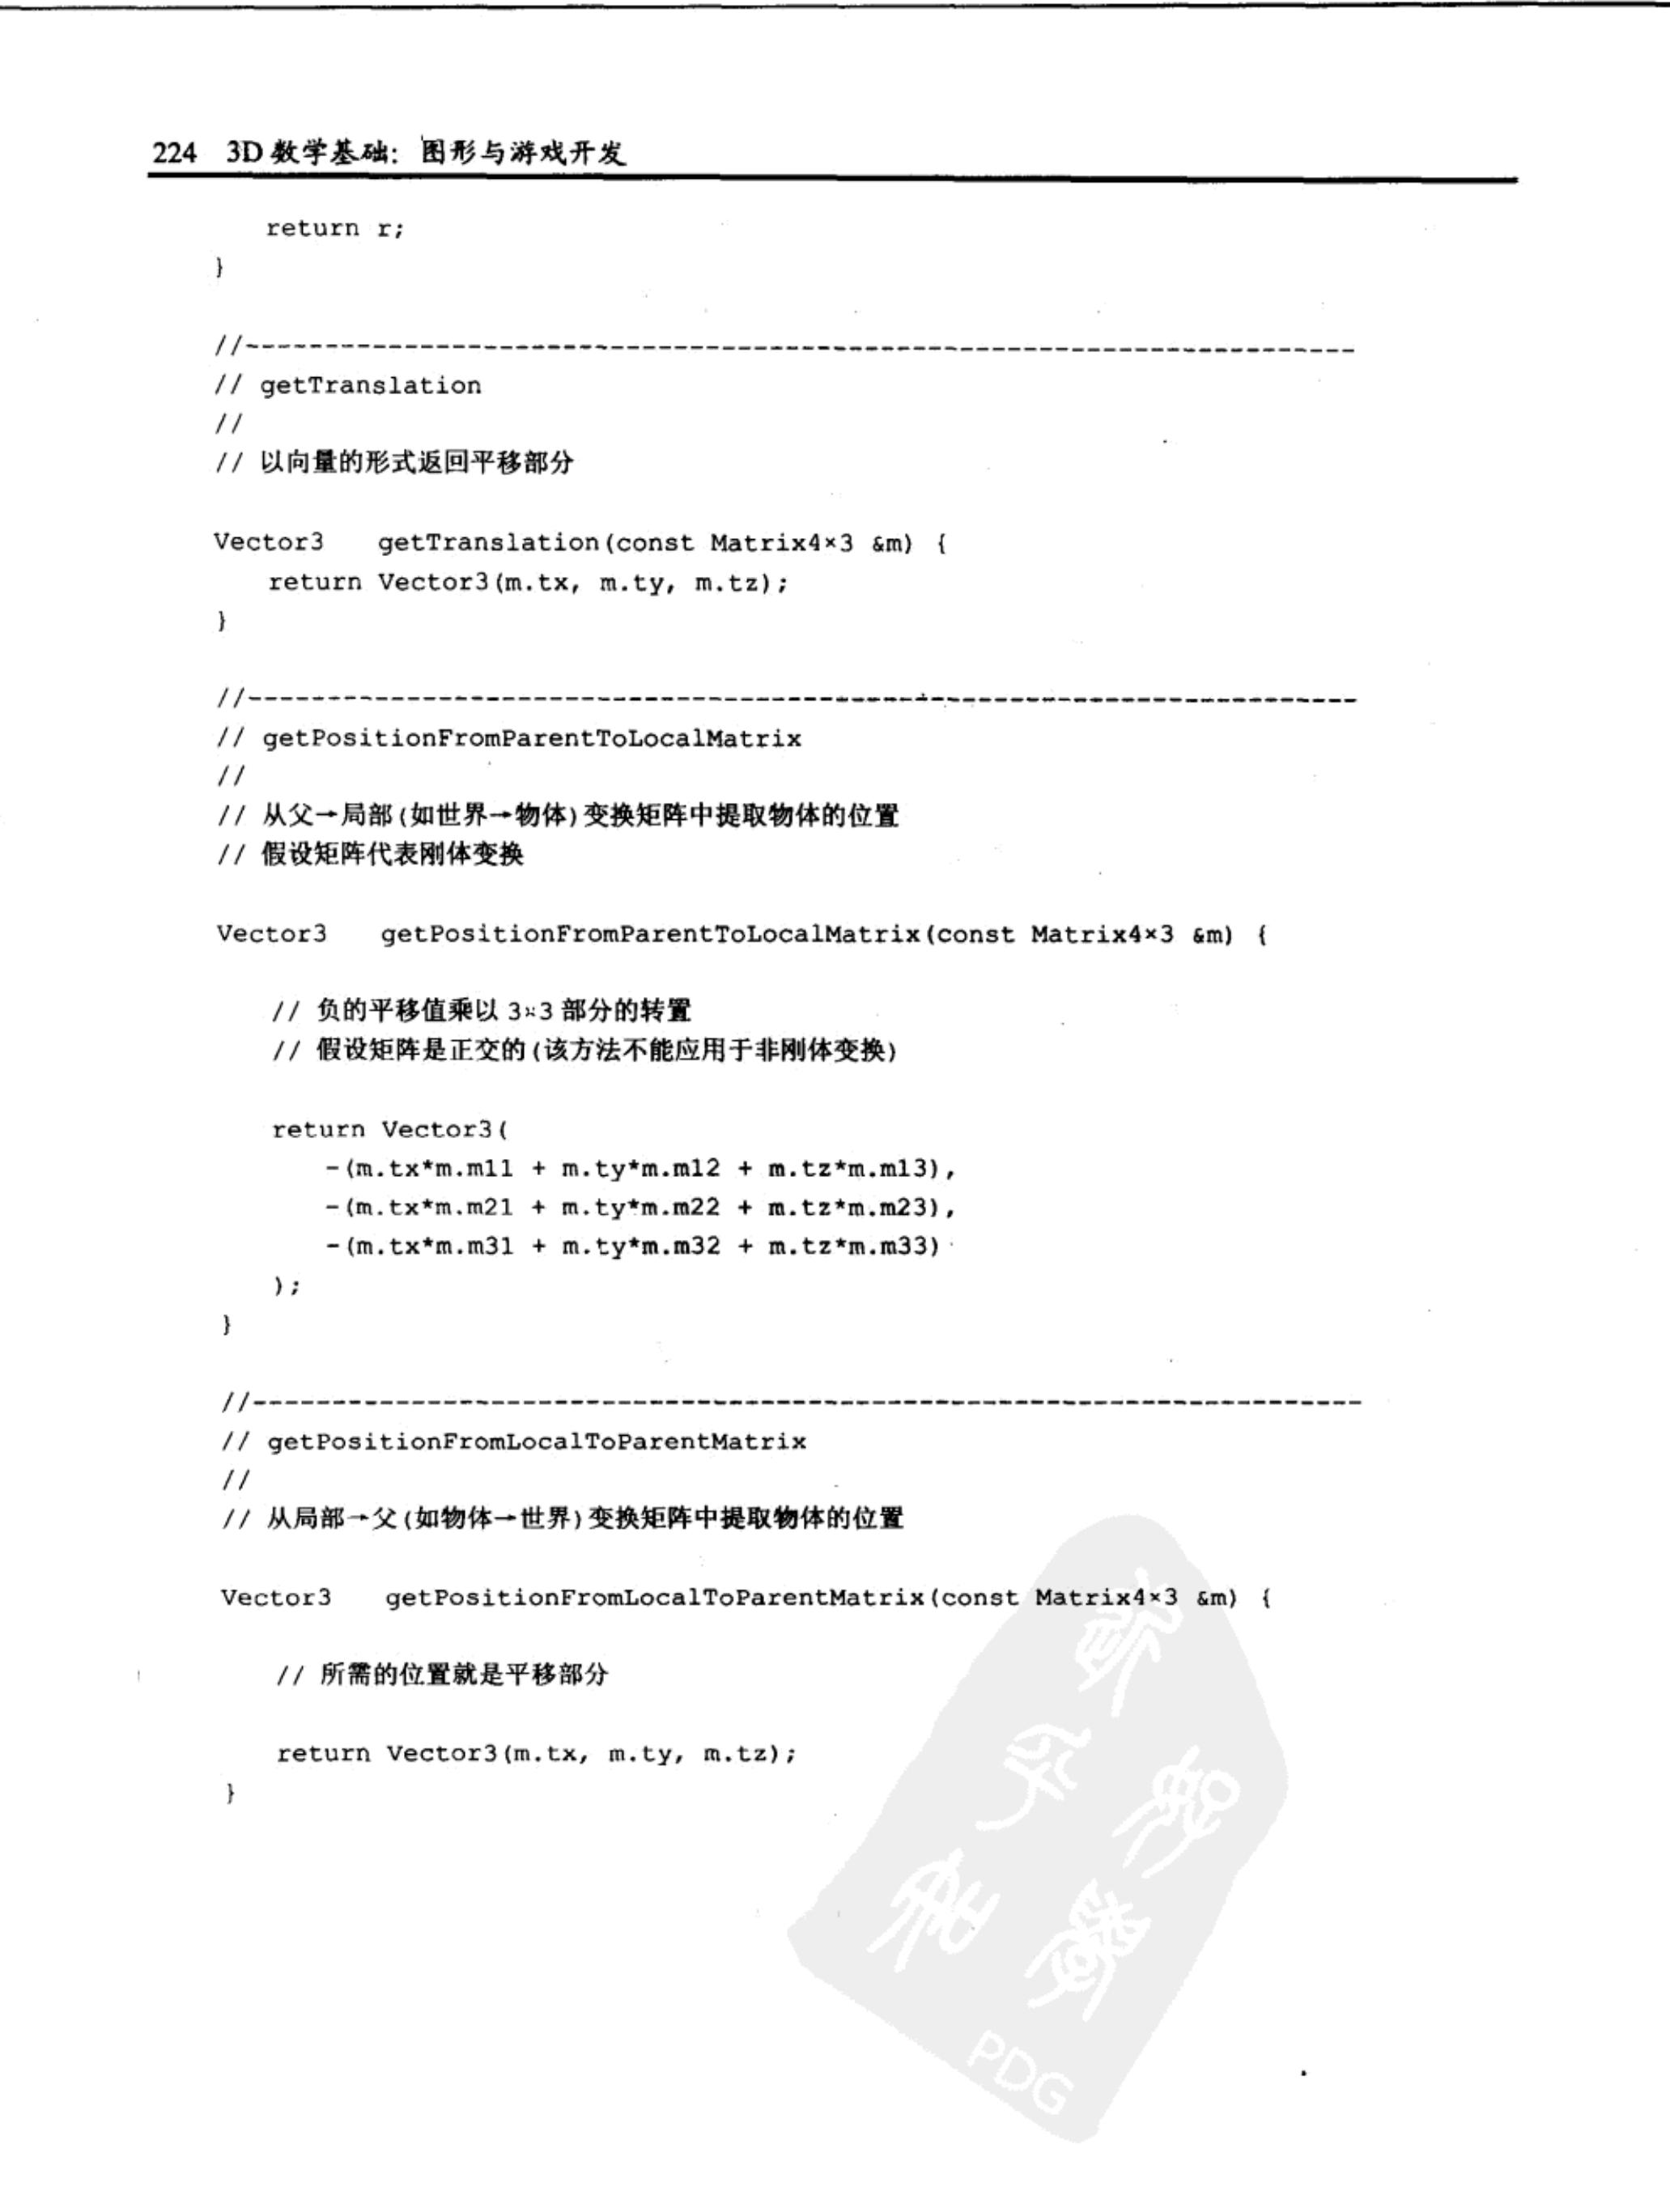 224 3D数学基础：图形与游戏开发
return r;
}
//----------------------------------------------------------------------
// getTranslation
//
// 以向量的形式返回平移部分
Vector3 getTranslation(const Matrix4×3 &m) {
return Vector3(m.tx, m.ty, m.tz);
}
//----------------------------------------------------------------------
// getPositionFromParentToLocalMatrix
//
// 从父→局部(如世界→物体)变换矩阵中提取物体的位置
// 假设矩阵代表刚体变换
Vector3 getPositionFromParentToLocalMatrix(const Matrix4×3 &m) {
// 负的平移值乘以 3×3 部分的转置
// 假设矩阵是正交的(该方法不能应用于非刚体变换)
return Vector3(
-(m.tx*m.m11 + m.ty*m.m12 + m.tz*m.m13),
-(m.tx*m.m21 + m.ty*m.m22 + m.tz*m.m23),
-(m.tx*m.m31 + m.ty*m.m32 + m.tz*m.m33)
);
}
//----------------------------------------------------------------------
// getPositionFromLocalToParentMatrix
//
// 从局部→父(如物体→世界)变换矩阵中提取物体的位置
Vector3 getPositionFromLocalToParentMatrix(const Matrix4×3 &m) {
// 所需的位置就是平移部分
return Vector3(m.tx, m.ty, m.tz);
}
PDG